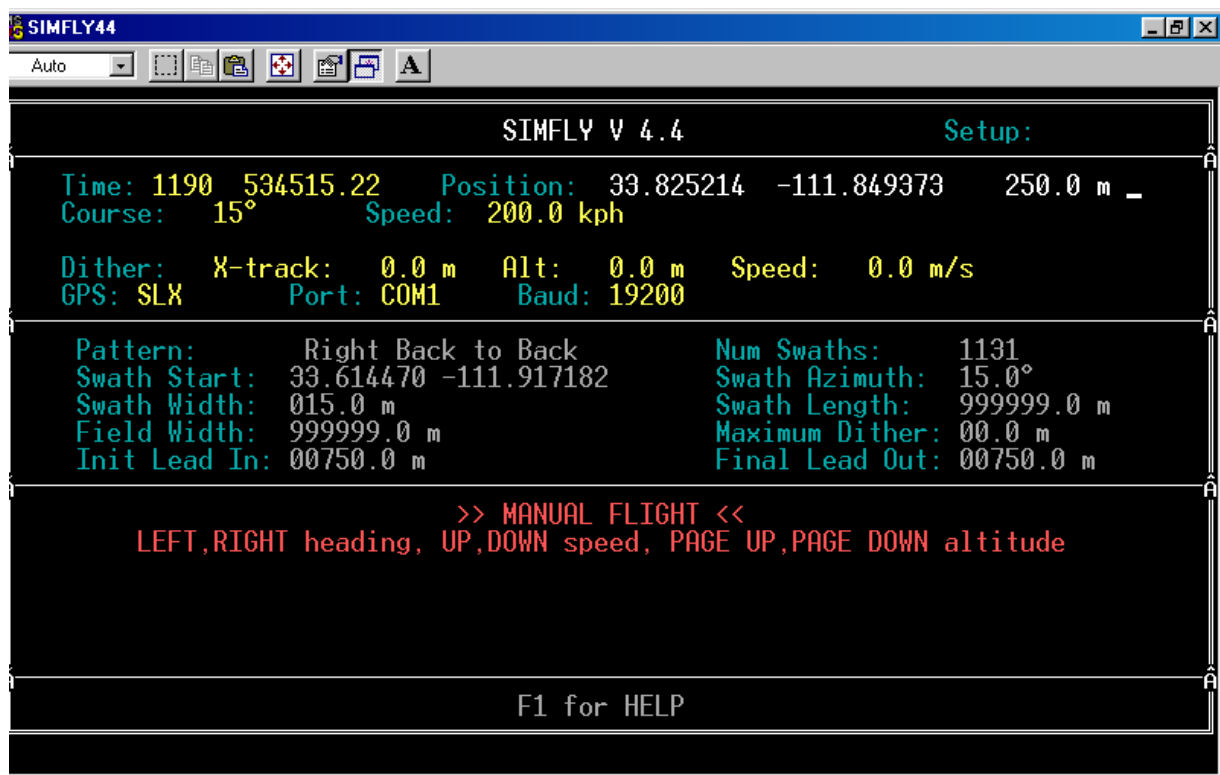 SIMFLY44
Auto A
SIMFLY V 4.4 Setup:
Time: 1190 534515.22 Position: 33.825214 -111.849373 250.0 m _
Course: 15° Speed: 200.0 kph
Dither: X-track: 0.0 m Alt: 0.0 m Speed: 0.0 m/s
GPS: SLX Port: COM1 Baud: 19200
Pattern: Right Back to Back Num Swaths: 1131
Swath Start: 33.614470 -111.917182 Swath Azimuth: 15.0°
Swath Width: 015.0 m Swath Length: 999999.0 m
Field Width: 999999.0 m Maximum Dither: 00.0 m
Init Lead In: 00750.0 m Final Lead Out: 00750.0 m
>> MANUAL FLIGHT <<
LEFT,RIGHT heading, UP,DOWN speed, PAGE UP,PAGE DOWN altitude
F1 for HELP